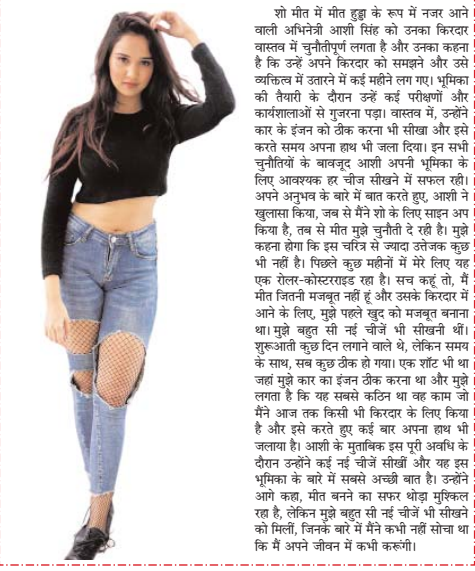 शो मीत में मीत हुड्डा के रूप में नजर आने
वाली अभिनेत्री आशी सिंह को उनका किरदार
वास्तव में चुनौतीपूर्ण लगता है और उनका कहना
है कि उन्हें अपने किरदार को समझने और उसे
व्यक्तित्व में उतारने में कई महीने लग गए। भूमिका
की तैयारी के दौरान उन्हें कई परीक्षणों और
कार्यशालाओं से गुजरना पड़ा। वास्तव में, उन्होंने
कार के इंजन को ठीक करना भी सीखा और इसे
करते समय अपना हाथ भी जला दिया। इन सभी
चुनौतियों के बावजूद आशी अपनी भूमिका के
लिए आवश्यक हर चीज सीखने में सफल रही।
अपने अनुभव के बारे में बात करते हुए, आशी ने
खुलासा किया, जब से मैंने शो के लिए साइन अप
किया है, तब से मीत मुझे चुनौती दे रही है। मुझे
कहना होगा कि इस चरित्र से ज्यादा उत्तेजक कुछ
भी नहीं है। पिछले कुछ महीनों में मेरे लिए यह
एक रोलर-कोस्टरराइड रहा है। सच कहूं तो, मैं
मीत जितनी मजबूत नहीं हूं और उसके किरदार में
आने के लिए, मुझे पहले खुद को मजबूत बनाना
था। मुझे बहुत सी नई चीजें भी सीखनी थीं।
शुरूआती कुछ दिन लगाने वाले थे, लेकिन समय
के साथ, सब कुछ ठीक हो गया। एक शॉट भी था
जहां मुझे कार का इंजन ठीक करना था और मुझे
लगता है कि यह सबसे कठिन था वह काम जो
मैंने आज तक किसी भी किरदार के लिए किया
है और इसे करते हुए कई बार अपना हाथ भी
जलाया है। आशी के मुताबिक इस पूरी अवधि के
दौरान उन्होंने कई नई चीजें सीखीं और यह इस
भूमिका के बारे में सबसे अच्छी बात है। उन्होंने
आगे कहा, मीत बनने का सफर थोड़ा मुश्किल
रहा है, लेकिन मुझे बहुत सी नई चीजें भी सीखने
को मिलीं, जिनके बारे में मैंने कभी नहीं सोचा था
कि मैं अपने जीवन में कभी करूंगी।